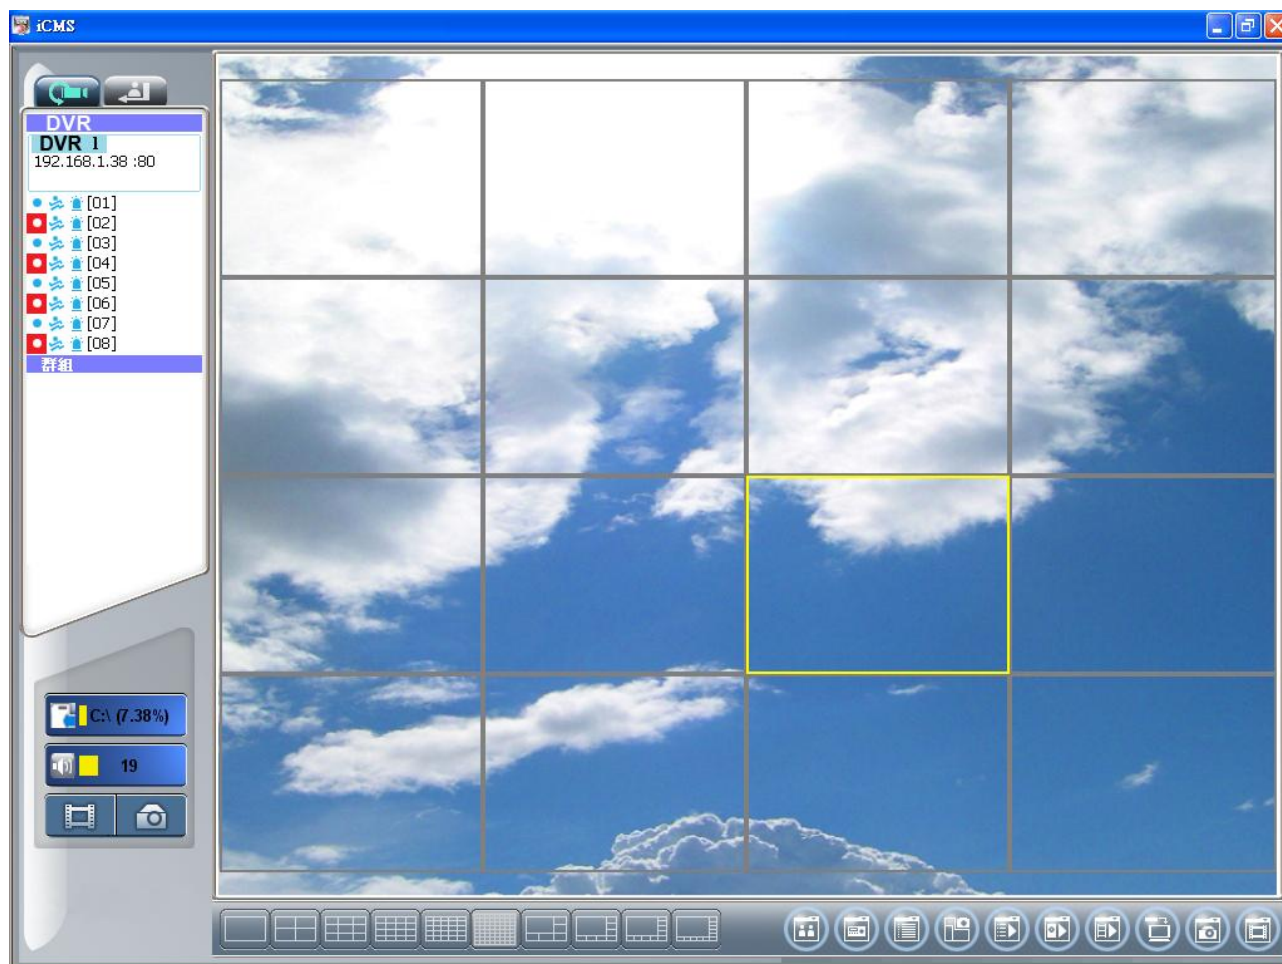 iCMS
DVR
DVR 1
192.168.1.38 :80
[01]
[02]
[03]
[04]
[05]
[06]
[07]
[08]
群組
C:\ (7.38%)
19